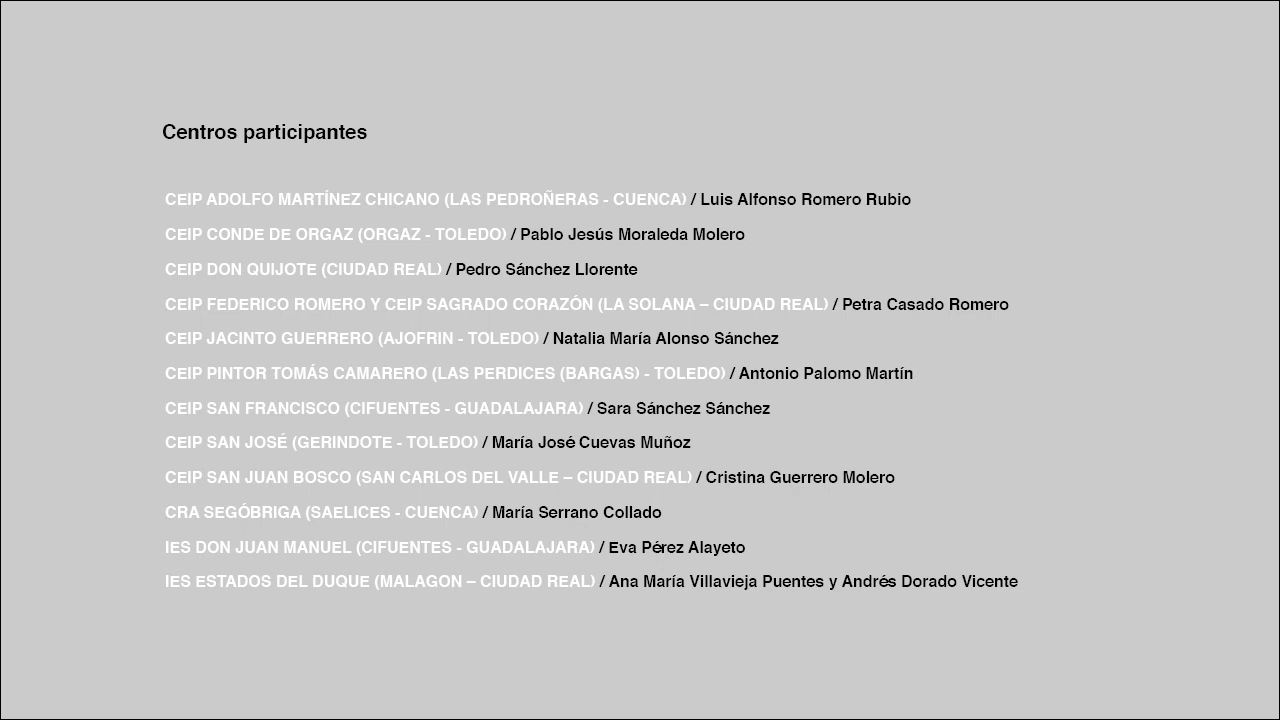 Centros participantes
CEIP ADOLFO MARTÍNEZ CHICANO (LAS PEDROÑERAS - CUENCA) / Luis Alfonso Romero Rubio
CEIP CONDE DE ORGAZ (ORGAZ - TOLEDO) / Pablo Jesús Moraleda Molero
CEIP DON QUIJOTE (CIUDAD REAL) / Pedro Sánchez Llorente
CEIP FEDERICO ROMERO Y CEIP SAGRADO CORAZÓN (LA SOLANA – CIUDAD REAL) / Petra Casado Romero
CEIP JACINTO GUERRERO (AJOFRIN - TOLEDO) / Natalia María Alonso Sánchez
CEIP PINTOR TOMÁS CAMARERO (LAS PERDICES (BARGAS) - TOLEDO) / Antonio Palomo Martín
CEIP SAN FRANCISCO (CIFUENTES - GUADALAJARA) / Sara Sánchez Sánchez
CEIP SAN JOSÉ (GERINDOTE - TOLEDO) / María José Cuevas Muñoz
CEIP SAN JUAN BOSCO (SAN CARLOS DEL VALLE – CIUDAD REAL) / Cristina Guerrero Molero
CRA SEGÓBRIGA (SAELICES - CUENCA) / María Serrano Collado
IES DON JUAN MANUEL (CIFUENTES - GUADALAJARA) / Eva Pérez Alayeto
IES ESTADOS DEL DUQUE (MALAGON – CIUDAD REAL) / Ana María Villavieja Puentes y Andrés Dorado Vicente